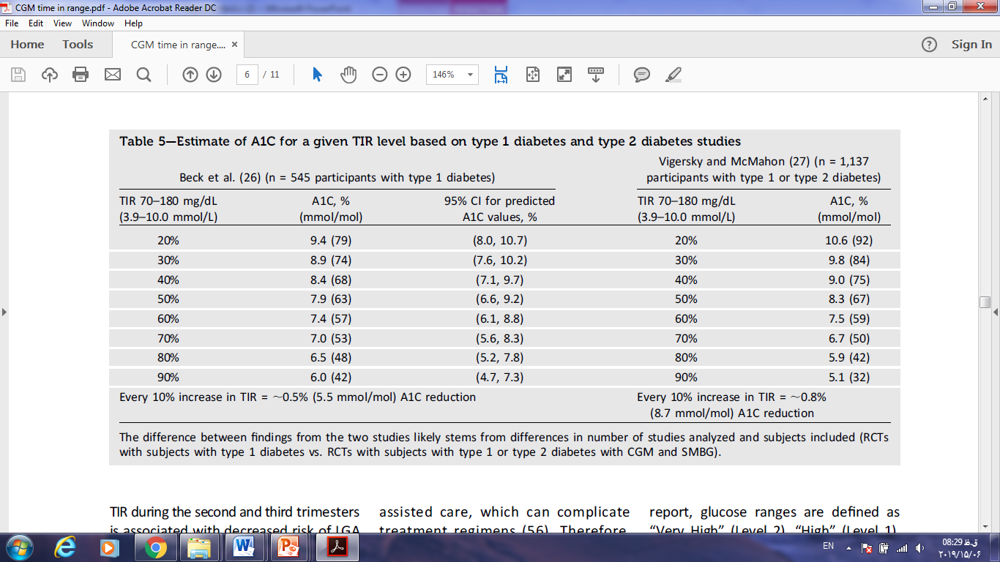 CGM time in range.pdf - Adobe Acrobat Reader DC
File Edit View Window Help
Home Tools CGM time in range.... × Sign In
6 / 11 146%
Table 5—Estimate of A1C for a given TIR level based on type 1 diabetes and type 2 diabetes studies
Beck et al. (26) (n = 545 participants with type 1 diabetes)
Vigersky and McMahon (27) (n = 1,137
participants with type 1 or type 2 diabetes)
TIR 70–180 mg/dL A1C, % 95% CI for predicted TIR 70–180 mg/dL A1C, %
(3.9–10.0 mmol/L) (mmol/mol) A1C values, % (3.9–10.0 mmol/L) (mmol/mol)
20% 9.4 (79) (8.0, 10.7) 20% 10.6 (92)
30% 8.9 (74) (7.6, 10.2) 30% 9.8 (84)
40% 8.4 (68) (7.1, 9.7) 40% 9.0 (75)
50% 7.9 (63) (6.6, 9.2) 50% 8.3 (67)
60% 7.4 (57) (6.1, 8.8) 60% 7.5 (59)
70% 7.0 (53) (5.6, 8.3) 70% 6.7 (50)
80% 6.5 (48) (5.2, 7.8) 80% 5.9 (42)
90% 6.0 (42) (4.7, 7.3) 90% 5.1 (32)
Every 10% increase in TIR = ~0.5% (5.5 mmol/mol) A1C reduction
Every 10% increase in TIR = ~0.8%
(8.7 mmol/mol) A1C reduction
The difference between findings from the two studies likely stems from differences in number of studies analyzed and subjects included (RCTs
with subjects with type 1 diabetes vs. RCTs with subjects with type 1 or type 2 diabetes with CGM and SMBG).
TIR during the second and third trimesters
is associated with decreased risk of LGA
assisted care, which can complicate
treatment regimens (56). Therefore,
report, glucose ranges are defined as
“Very High” (Level 2), “High” (Level 1),
EN
08:29 ق.ظ
۲۰۱۹/۱۵/۰۶